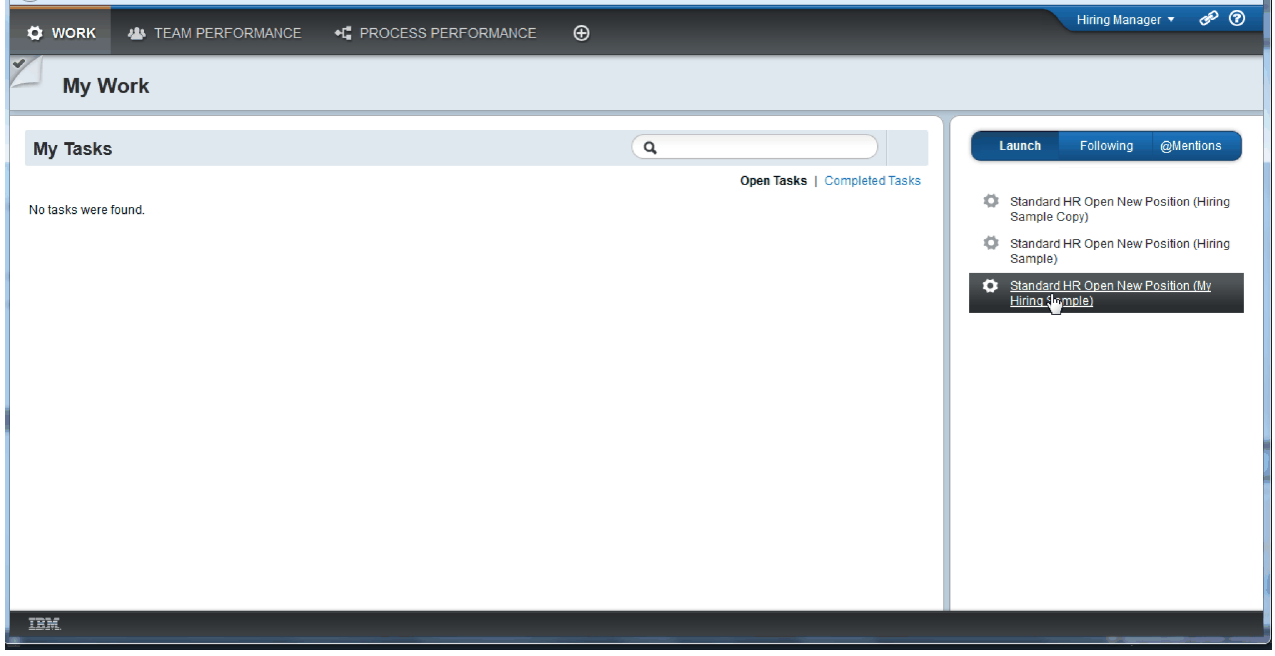 WORK
TEAM PERFORMANCE
PROCESS PERFORMANCE
Hiring Manager
My Work
My Tasks
Open Tasks | Completed Tasks
No tasks were found.
Launch
Following
@Mentions
Standard HR Open New Position (Hiring
Sample Copy)
Standard HR Open New Position (Hiring
Sample)
Standard HR Open New Position (My
Hiring Sample)
IBM.